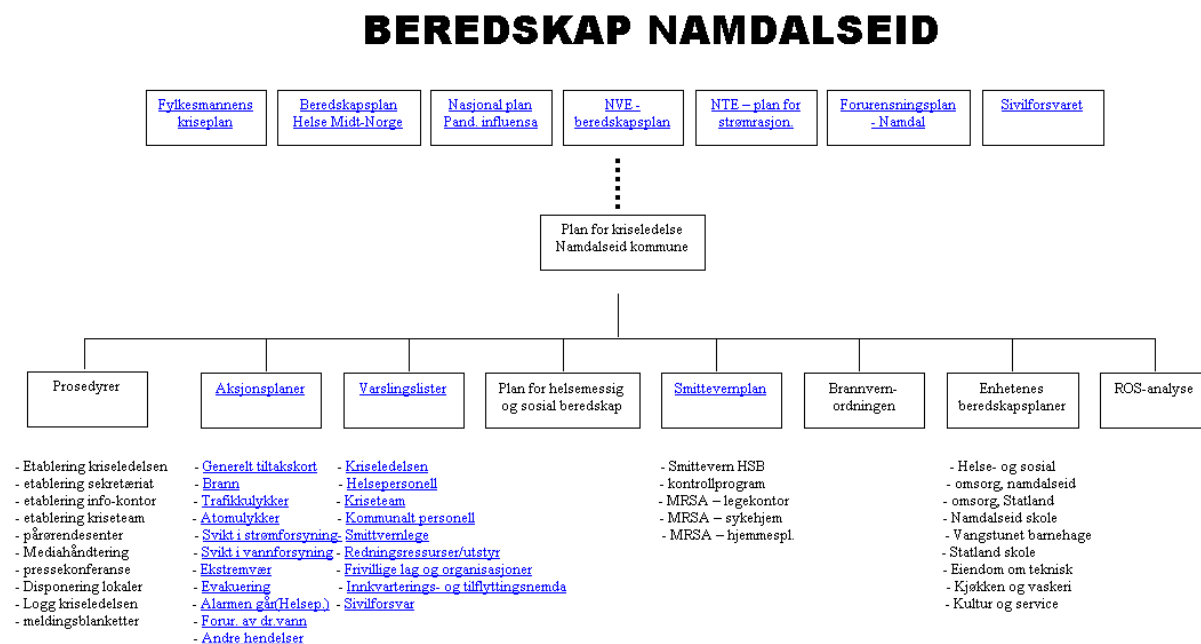 BEREDSKAP NAMDALSEID
Fylkesmannens
kriseplan
Beredskapsplan
Helse Midt-Norge
Nasjonal plan
Pand. influensa
NVE -
beredskapsplan
NTE – plan for
strømrasjon.
Forurensningsplan
- Namdal
Sivilforsvaret
Plan for kriseledelse
Namdalseid kommune
Prosedyrer
Aksjonsplaner
Varslingslister
Plan for helsemessig
og sosial beredskap
Smittevernplan
Brannvern-
ordningen
Enhetenes
beredskapsplaner
ROS-analyse
- Etablering kriseledelsen
- etablering sekretæriat
- etablering info-kontor
- etablering kriseteam
- pårørendesenter
- Mediahåndtering
- pressekonferanse
- Disponering lokaler
- Logg kriseledelsen
- meldingsblanketter
- Generelt tiltakskort
- Brann
- Trafikkulykker
- Atomulykker
- Svikt i strømforsyning
- Svikt i vannforsyning
- Ekstremvær
- Evakuering
- Alarmen går(Helsep.)
- Forur. av dr.vann
- Andre hendelser
- Kriseledelsen
- Helsepersonell
- Kriseteam
- Kommunalt personell
- Smittvernlege
- Redningsressurser/utstyr
- Frivillige lag og organisasjoner
- Innkvarterings- og tilflyttingsnemda
- Sivilforsvar
- Smittevern HSB
- kontrollprogram
- MRSA – legekontor
- MRSA – sykehjem
- MRSA – hjemmespl.
- Helse- og sosial
- omsorg, namdalseid
- omsorg, Statland
- Namdalseid skole
- Vangstunet barnehage
- Statland skole
- Eiendom om teknisk
- Kjøkken og vaskeri
- Kultur og service